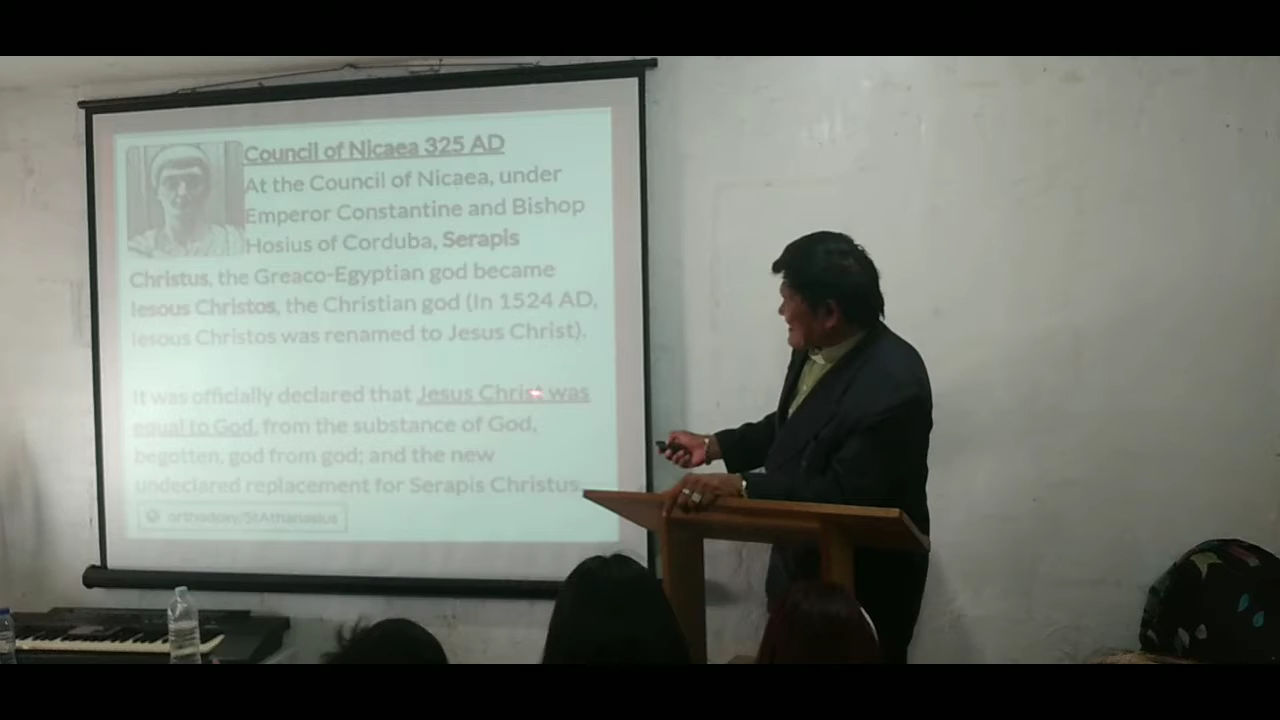 Council of Nicaea 325 AD
At the Council of Nicaea, under
Emperor Constantine and Bishop
Hosius of Corduba, Serapis
Christus, the Greaco-Egyptian god became
Iesous Christos, the Christian god (In 1524 AD,
Iesous Christos was renamed to Jesus Christ).
It was officially declared that Jesus Christ was
equal to God, from the substance of God,
begotten, god from god; and the new
undeclared replacement for Serapis Christus.
orthodoxy/StAthanasius